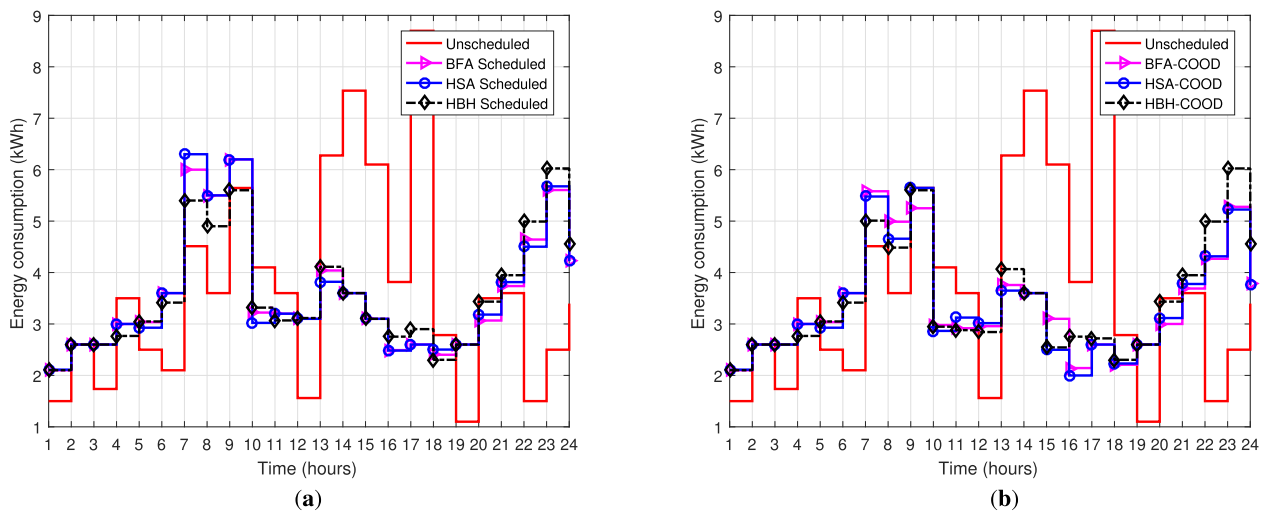 9
8
7
6
5
4
3
2
1
Energy consumption (kWh)
Unscheduled
BFA Scheduled
HSA Scheduled
HBH Scheduled
1 2 3 4 5 6 7 8 9 10 11 12 13 14 15 16 17 18 19 20 21 22 23 24
Time (hours)
(a)
9
8
7
6
5
4
3
2
1
Energy consumption (kWh)
Unscheduled
BFA-COOD
HSA-COOD
HBH-COOD
1 2 3 4 5 6 7 8 9 10 11 12 13 14 15 16 17 18 19 20 21 22 23 24
Time (hours)
(b)